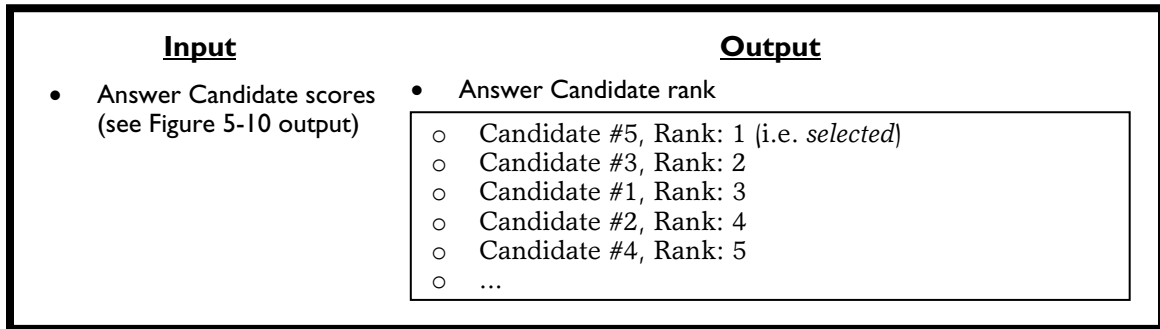 Input
• Answer Candidate scores
(see Figure 5-10 output)
Output
• Answer Candidate rank
o Candidate #5, Rank: 1 (i.e. selected)
o Candidate #3, Rank: 2
o Candidate #1, Rank: 3
o Candidate #2, Rank: 4
o Candidate #4, Rank: 5
o ...